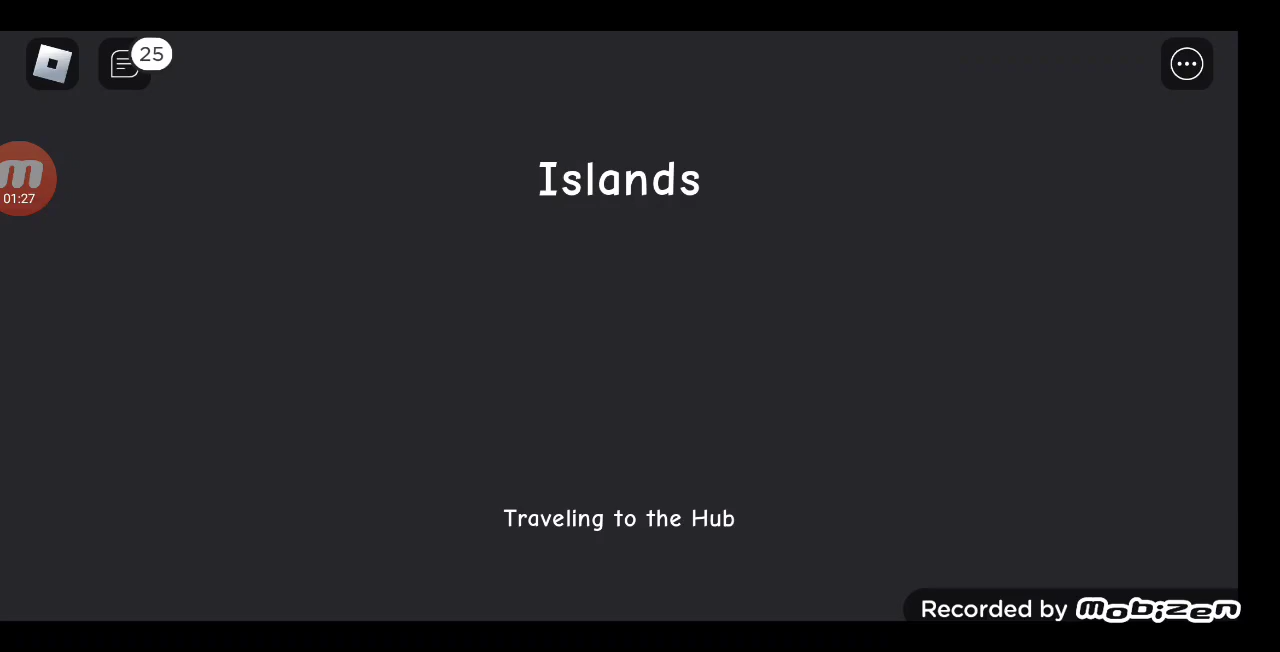 25
Islands
01:27
Traveling to the Hub
Recorded by mobizen